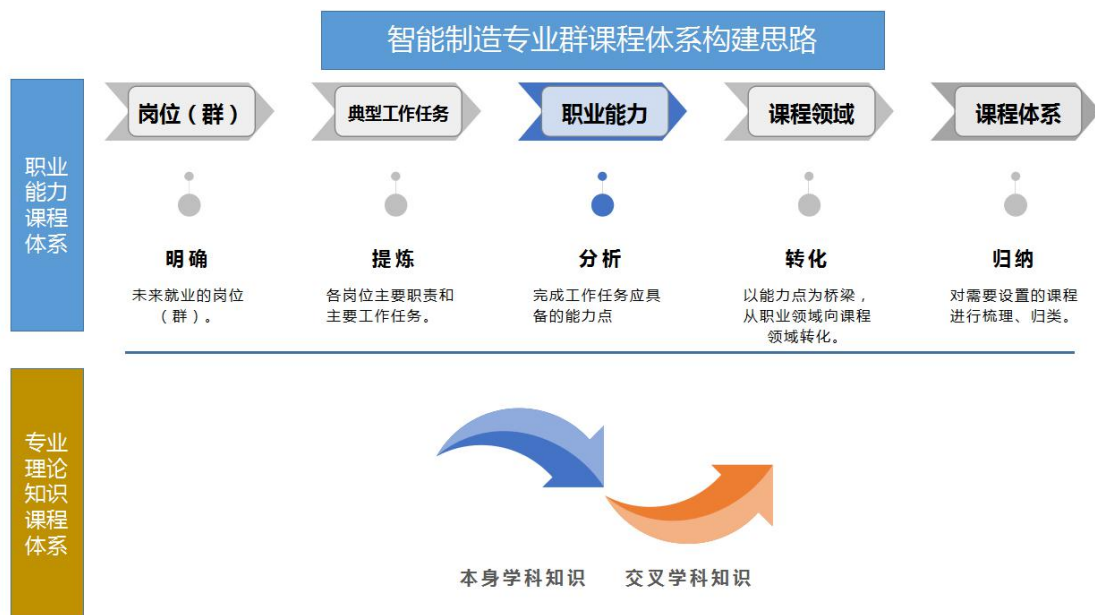 智能制造专业群课程体系构建思路
职业
能力
课程
体系
岗位（群）
典型工作任务
职业能力
课程领域
课程体系
明确
提炼
分析
转化
归纳
未来就业的岗位
（群）。
各岗位主要职责和
主要工作任务。
完成工作任务应具
备的能力点
以能力点为桥梁，
从职业领域向课程
领域转化。
对需要设置的课程
进行梳理、归类。
专业
理论
知识
课程
体系
本身学科知识
交叉学科知识